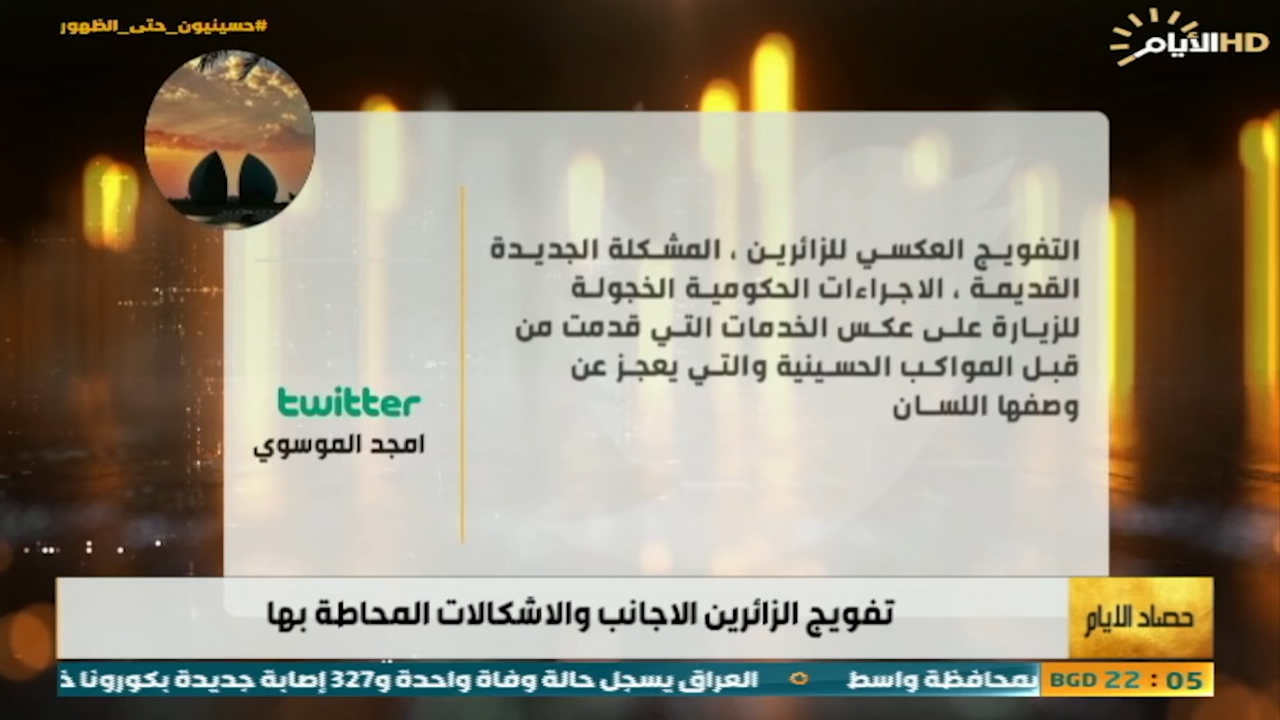 #حسينيون_حتى_الظهور
الأيام HD
التفويج العكسي للزائرين ، المشكلة الجديدة
القديمة ، الاجراءات الحكومية الخجولة
للزيارة على عكس الخدمات التي قدمت من
قبل المواكب الحسينية والتي يعجز عن
وصفها اللسان
twitter
امجد الموسوي
حصاد الايام
تفويج الزائرين الاجانب والاشكالات المحاطة بها
BGD 22 : 05
بمحافظة واسط
العراق يسجل حالة وفاة واحدة و327 إصابة جديدة بكورونا